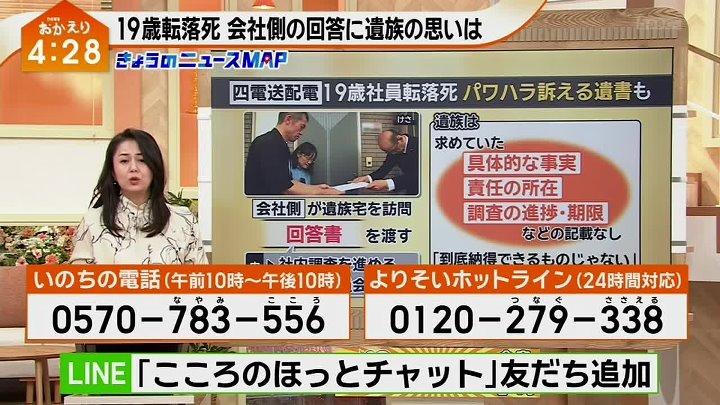 おかえり
4:28
19歳転落死 会社側の回答に遺族の思いは
きょうのニュースMAP
四電送配電 19歳社員転落死 パワハラ訴える遺書も
けさ
会社側が遺族宅を訪問
回答書を渡す
社内調査を進める
遺族は
求めていた
具体的な事実
責任の所在
調査の進捗・期限
などの記載なし
「到底納得できるものじゃない」
いのちの電話(午前10時～午後10時)
なやみ こころ
0570-783-556
よりそいホットライン(24時間対応)
つなぐ ささえる
0120-279-338
LINE「こころのほっとチャット」友だち追加